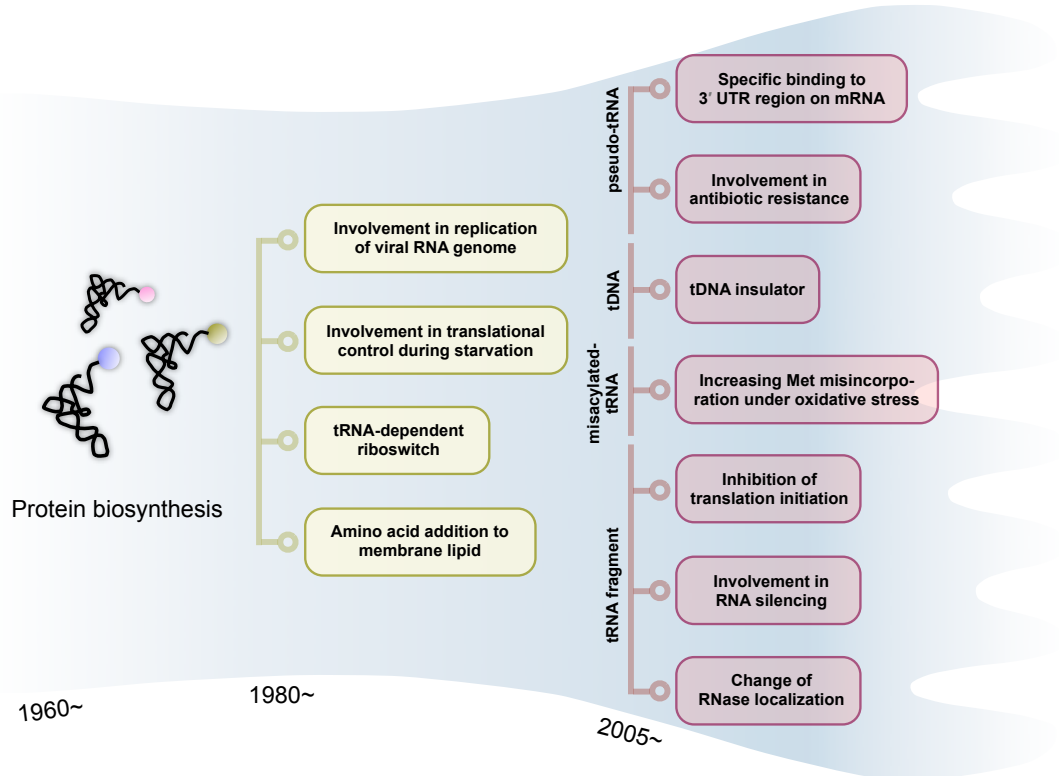 Protein biosynthesis
1960~
Involvement in replication
of viral RNA genome
Involvement in translational
control during starvation
tRNA-dependent
riboswitch
Amino acid addition to
membrane lipid
1980~
pseudo-tRNA
Specific binding to
3′ UTR region on mRNA
Involvement in
antibiotic resistance
tDNA
tDNA insulator
misacylated-
tRNA
Increasing Met misincorpo-
ration under oxidative stress
tRNA fragment
Inhibition of
translation initiation
Involvement in
RNA silencing
Change of
RNase localization
2005~